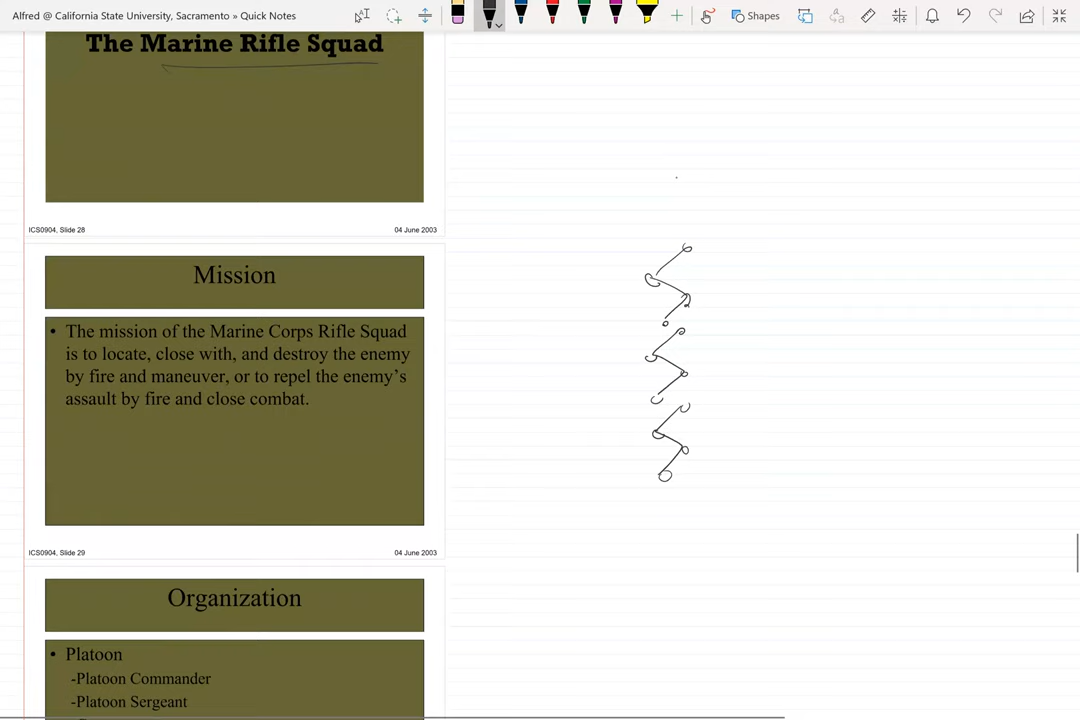 Alfred @ California State University, Sacramento » Quick Notes
Shapes
The Marine Rifle Squad
ICS0904, Slide 28
04 June 2003
Mission
• The mission of the Marine Corps Rifle Squad
is to locate, close with, and destroy the enemy
by fire and maneuver, or to repel the enemy’s
assault by fire and close combat.
ICS0904, Slide 29
04 June 2003
Organization
• Platoon
-Platoon Commander
-Platoon Sergeant